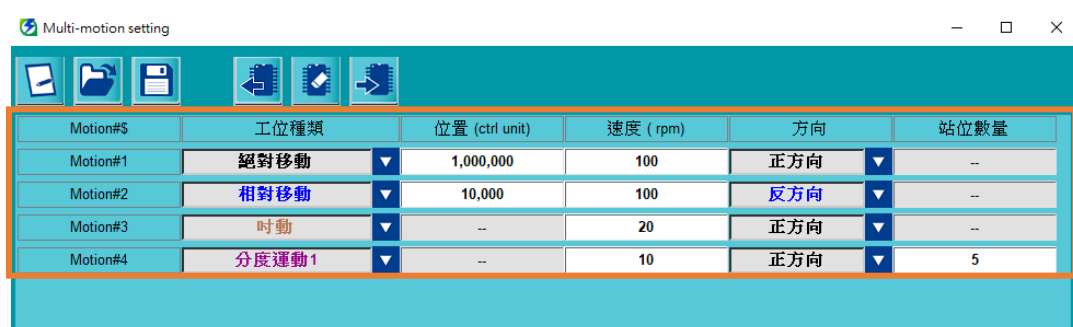 Multi-motion setting
Motion#$ 工位種類 位置 (ctrl unit) 速度 ( rpm) 方向 站位數量
Motion#1 絕對移動 1,000,000 100 正方向 --
Motion#2 相對移動 10,000 100 反方向 --
Motion#3 吋動 -- 20 正方向 --
Motion#4 分度運動1 -- 10 正方向 5